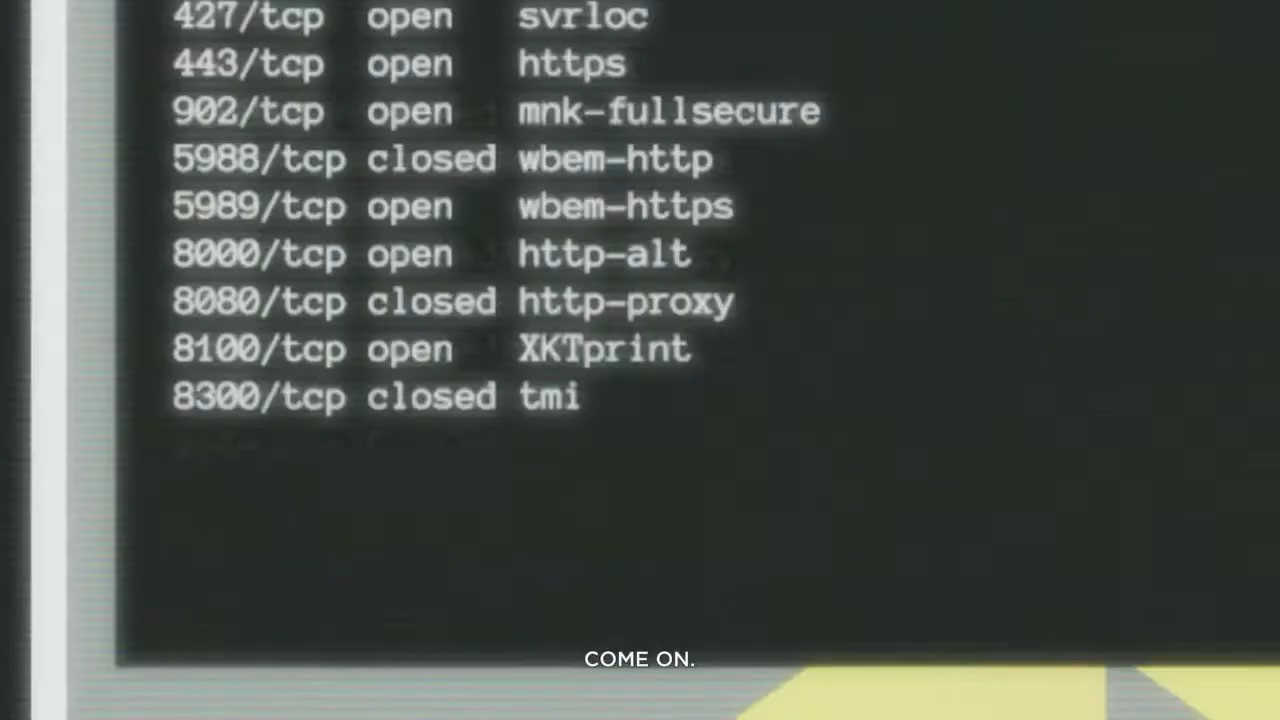 427/tcp open svrloc
443/tcp open https
902/tcp open mnk-fullsecure
5988/tcp closed wbem-http
5989/tcp open wbem-https
8000/tcp open http-alt
8080/tcp closed http-proxy
8100/tcp open XKTprint
8300/tcp closed tmi
COME ON.